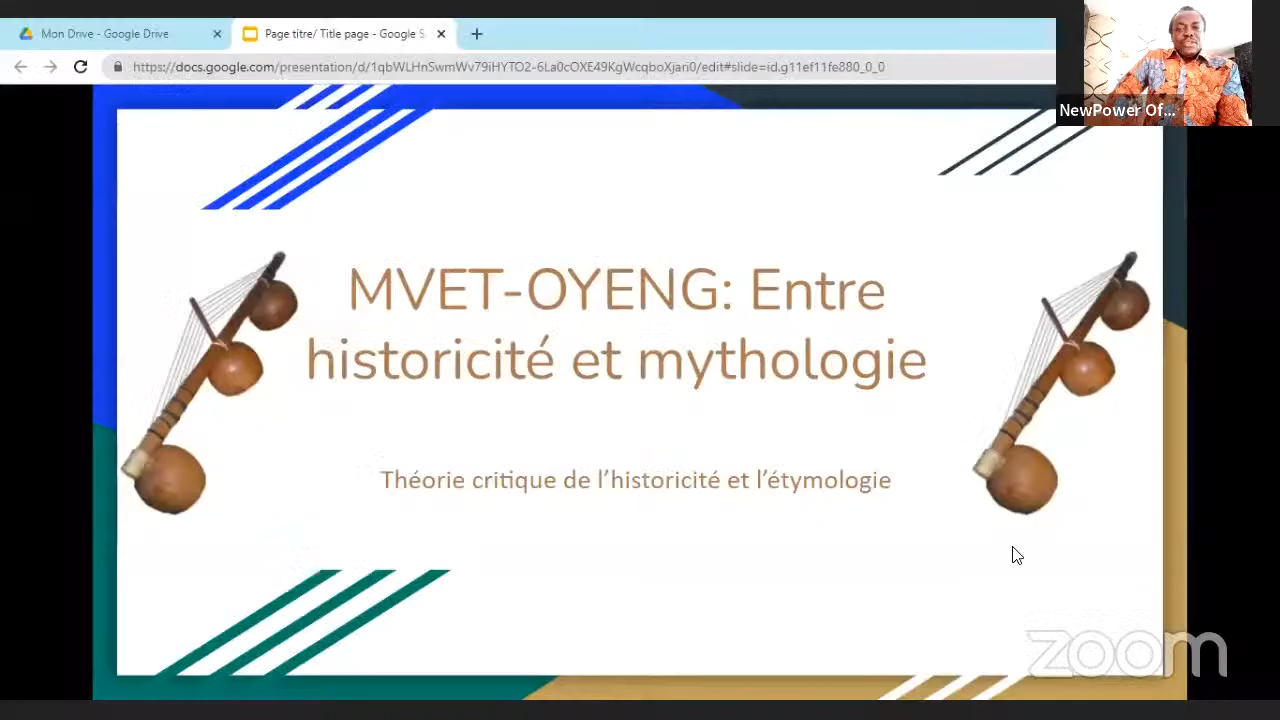 Mon Drive - Google Drive
Page titre/ Title page - Google S
https://docs.google.com/presentation/d/1qbWLHnSwmWv79iHYTO2-6La0cOXE49KgWcqboXjari0/edit#slide=id.g11ef11fe880_0_0
NewPower Of...
MVET-OYENG: Entre
historicité et mythologie
Théorie critique de l'historicité et l'étymologie
zoom